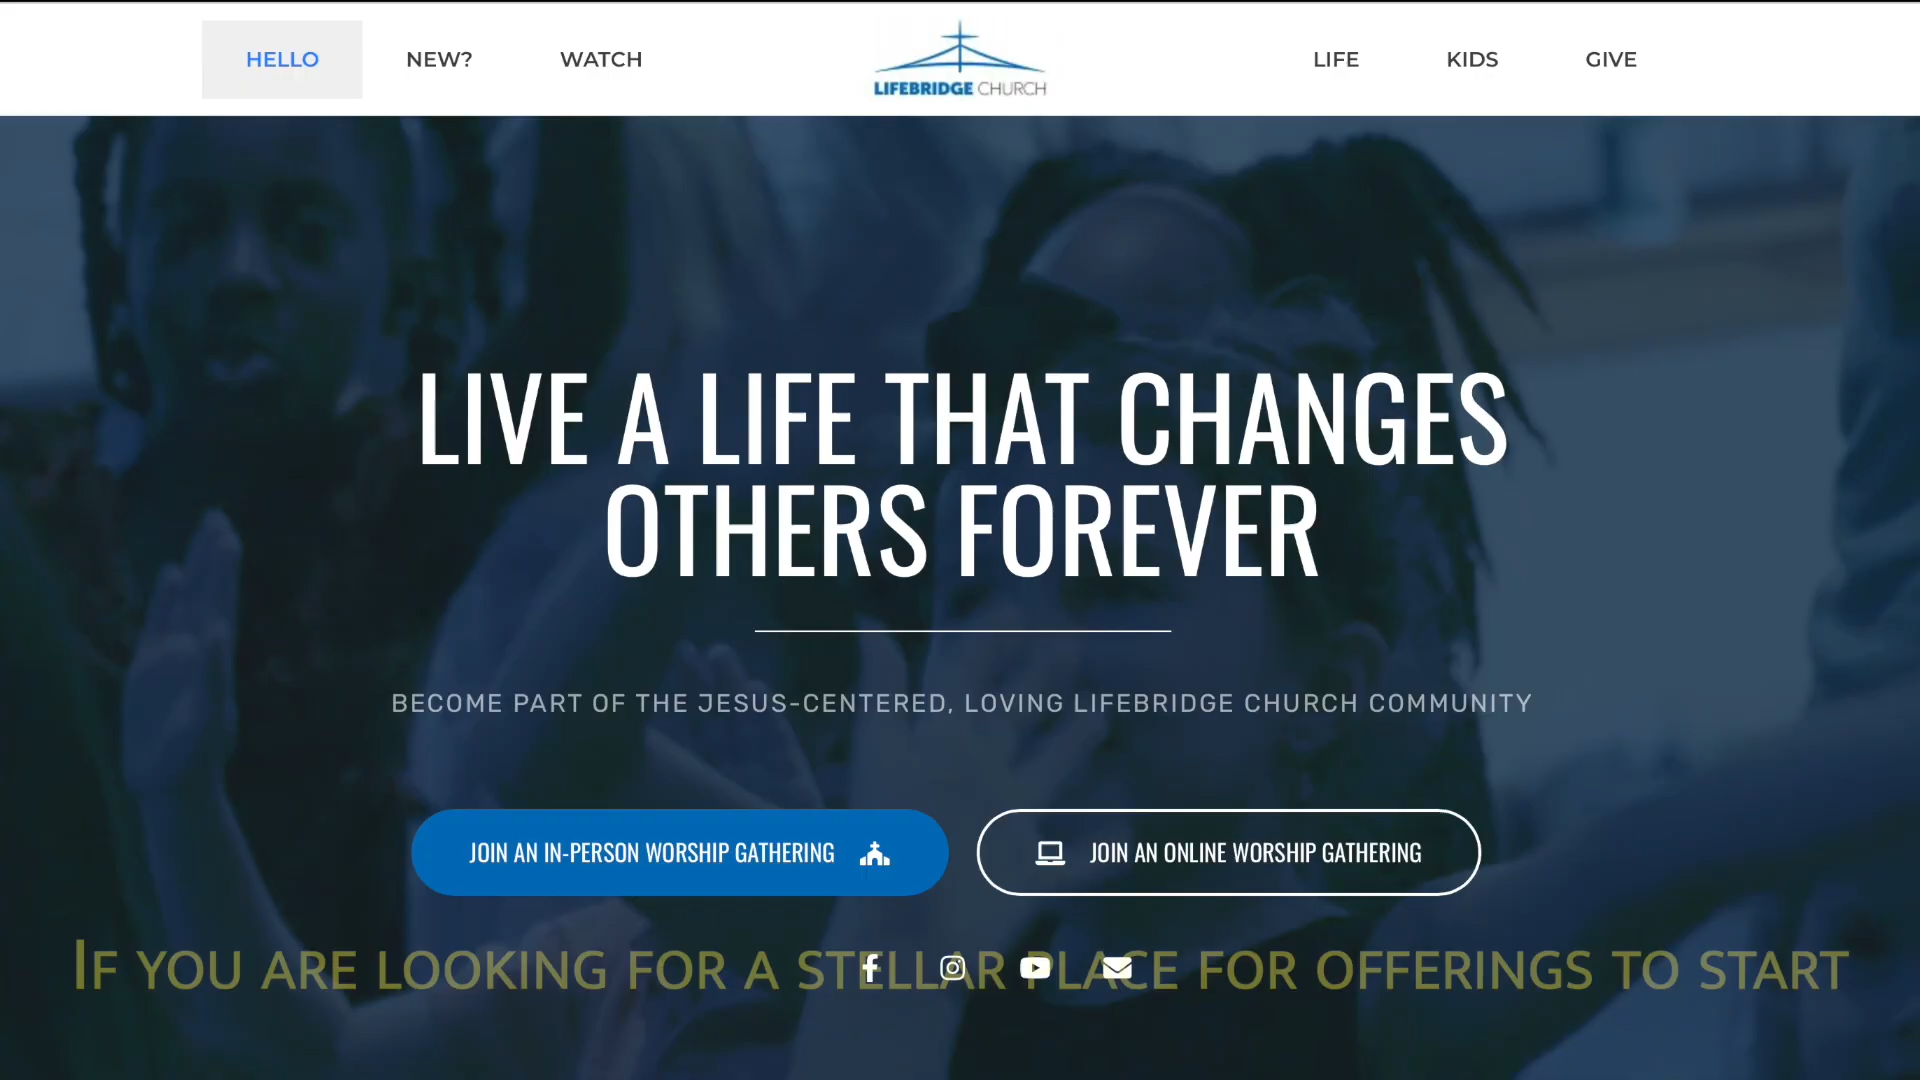 HELLO NEW? WATCH LIFEBRIDGE CHURCH LIFE KIDS GIVE
LIVE A LIFE THAT CHANGES
OTHERS FOREVER
BECOME PART OF THE JESUS-CENTERED, LOVING LIFEBRIDGE CHURCH COMMUNITY
JOIN AN IN-PERSON WORSHIP GATHERING JOIN AN ONLINE WORSHIP GATHERING
IF YOU ARE LOOKING FOR A STELLAR PLACE FOR OFFERINGS TO START